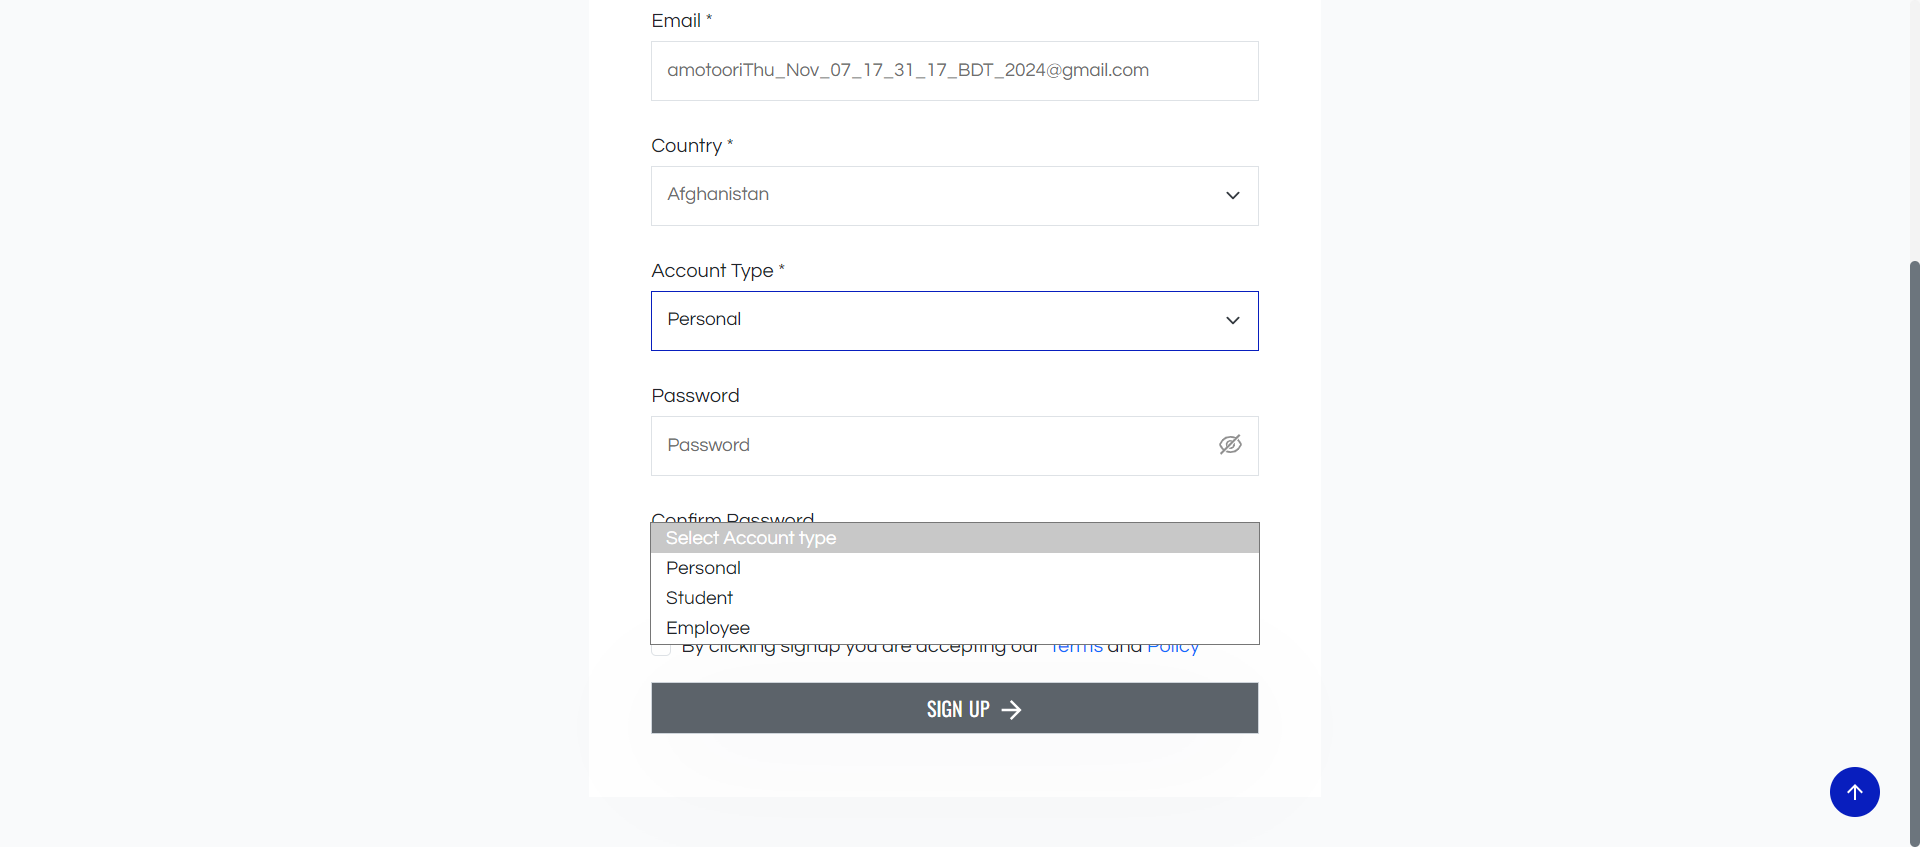 Email *
amotooriThu_Nov_07_17_31_17_BDT_2024@gmail.com
Country *
Afghanistan
Account Type *
Personal
Password
Password
Confirm Password
Select Account type
Personal
Student
Employee
By clicking signup you are accepting our Terms and Policy
SIGN UP